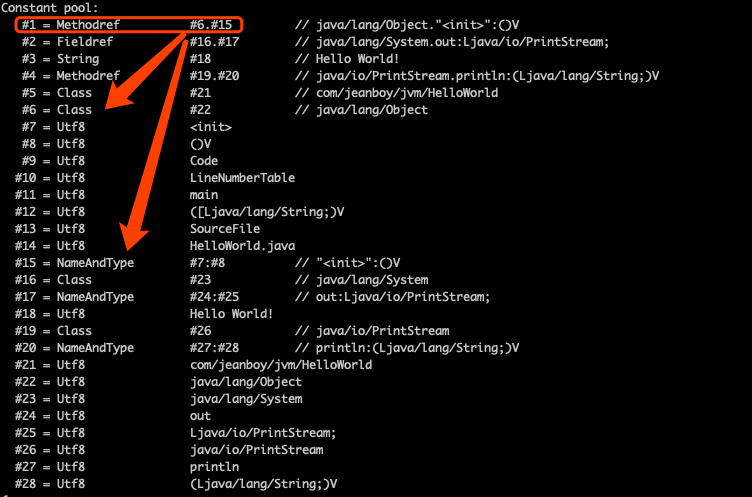 Constant pool:
#1 = Methodref #6.#15 // java/lang/Object."<init>":()V
#2 = Fieldref #16.#17 // java/lang/System.out:Ljava/io/PrintStream;
#3 = String #18 // Hello World!
#4 = Methodref #19.#20 // java/io/PrintStream.println:(Ljava/lang/String;)V
#5 = Class #21 // com/jeanboy/jvm/HelloWorld
#6 = Class #22 // java/lang/Object
#7 = Utf8 <init>
#8 = Utf8 ()V
#9 = Utf8 Code
#10 = Utf8 LineNumberTable
#11 = Utf8 main
#12 = Utf8 ([Ljava/lang/String;)V
#13 = Utf8 SourceFile
#14 = Utf8 HelloWorld.java
#15 = NameAndType #7:#8 // "<init>":()V
#16 = Class #23 // java/lang/System
#17 = NameAndType #24:#25 // out:Ljava/io/PrintStream;
#18 = Utf8 Hello World!
#19 = Class #26 // java/io/PrintStream
#20 = NameAndType #27:#28 // println:(Ljava/lang/String;)V
#21 = Utf8 com/jeanboy/jvm/HelloWorld
#22 = Utf8 java/lang/Object
#23 = Utf8 java/lang/System
#24 = Utf8 out
#25 = Utf8 Ljava/io/PrintStream;
#26 = Utf8 java/io/PrintStream
#27 = Utf8 println
#28 = Utf8 (Ljava/lang/String;)V